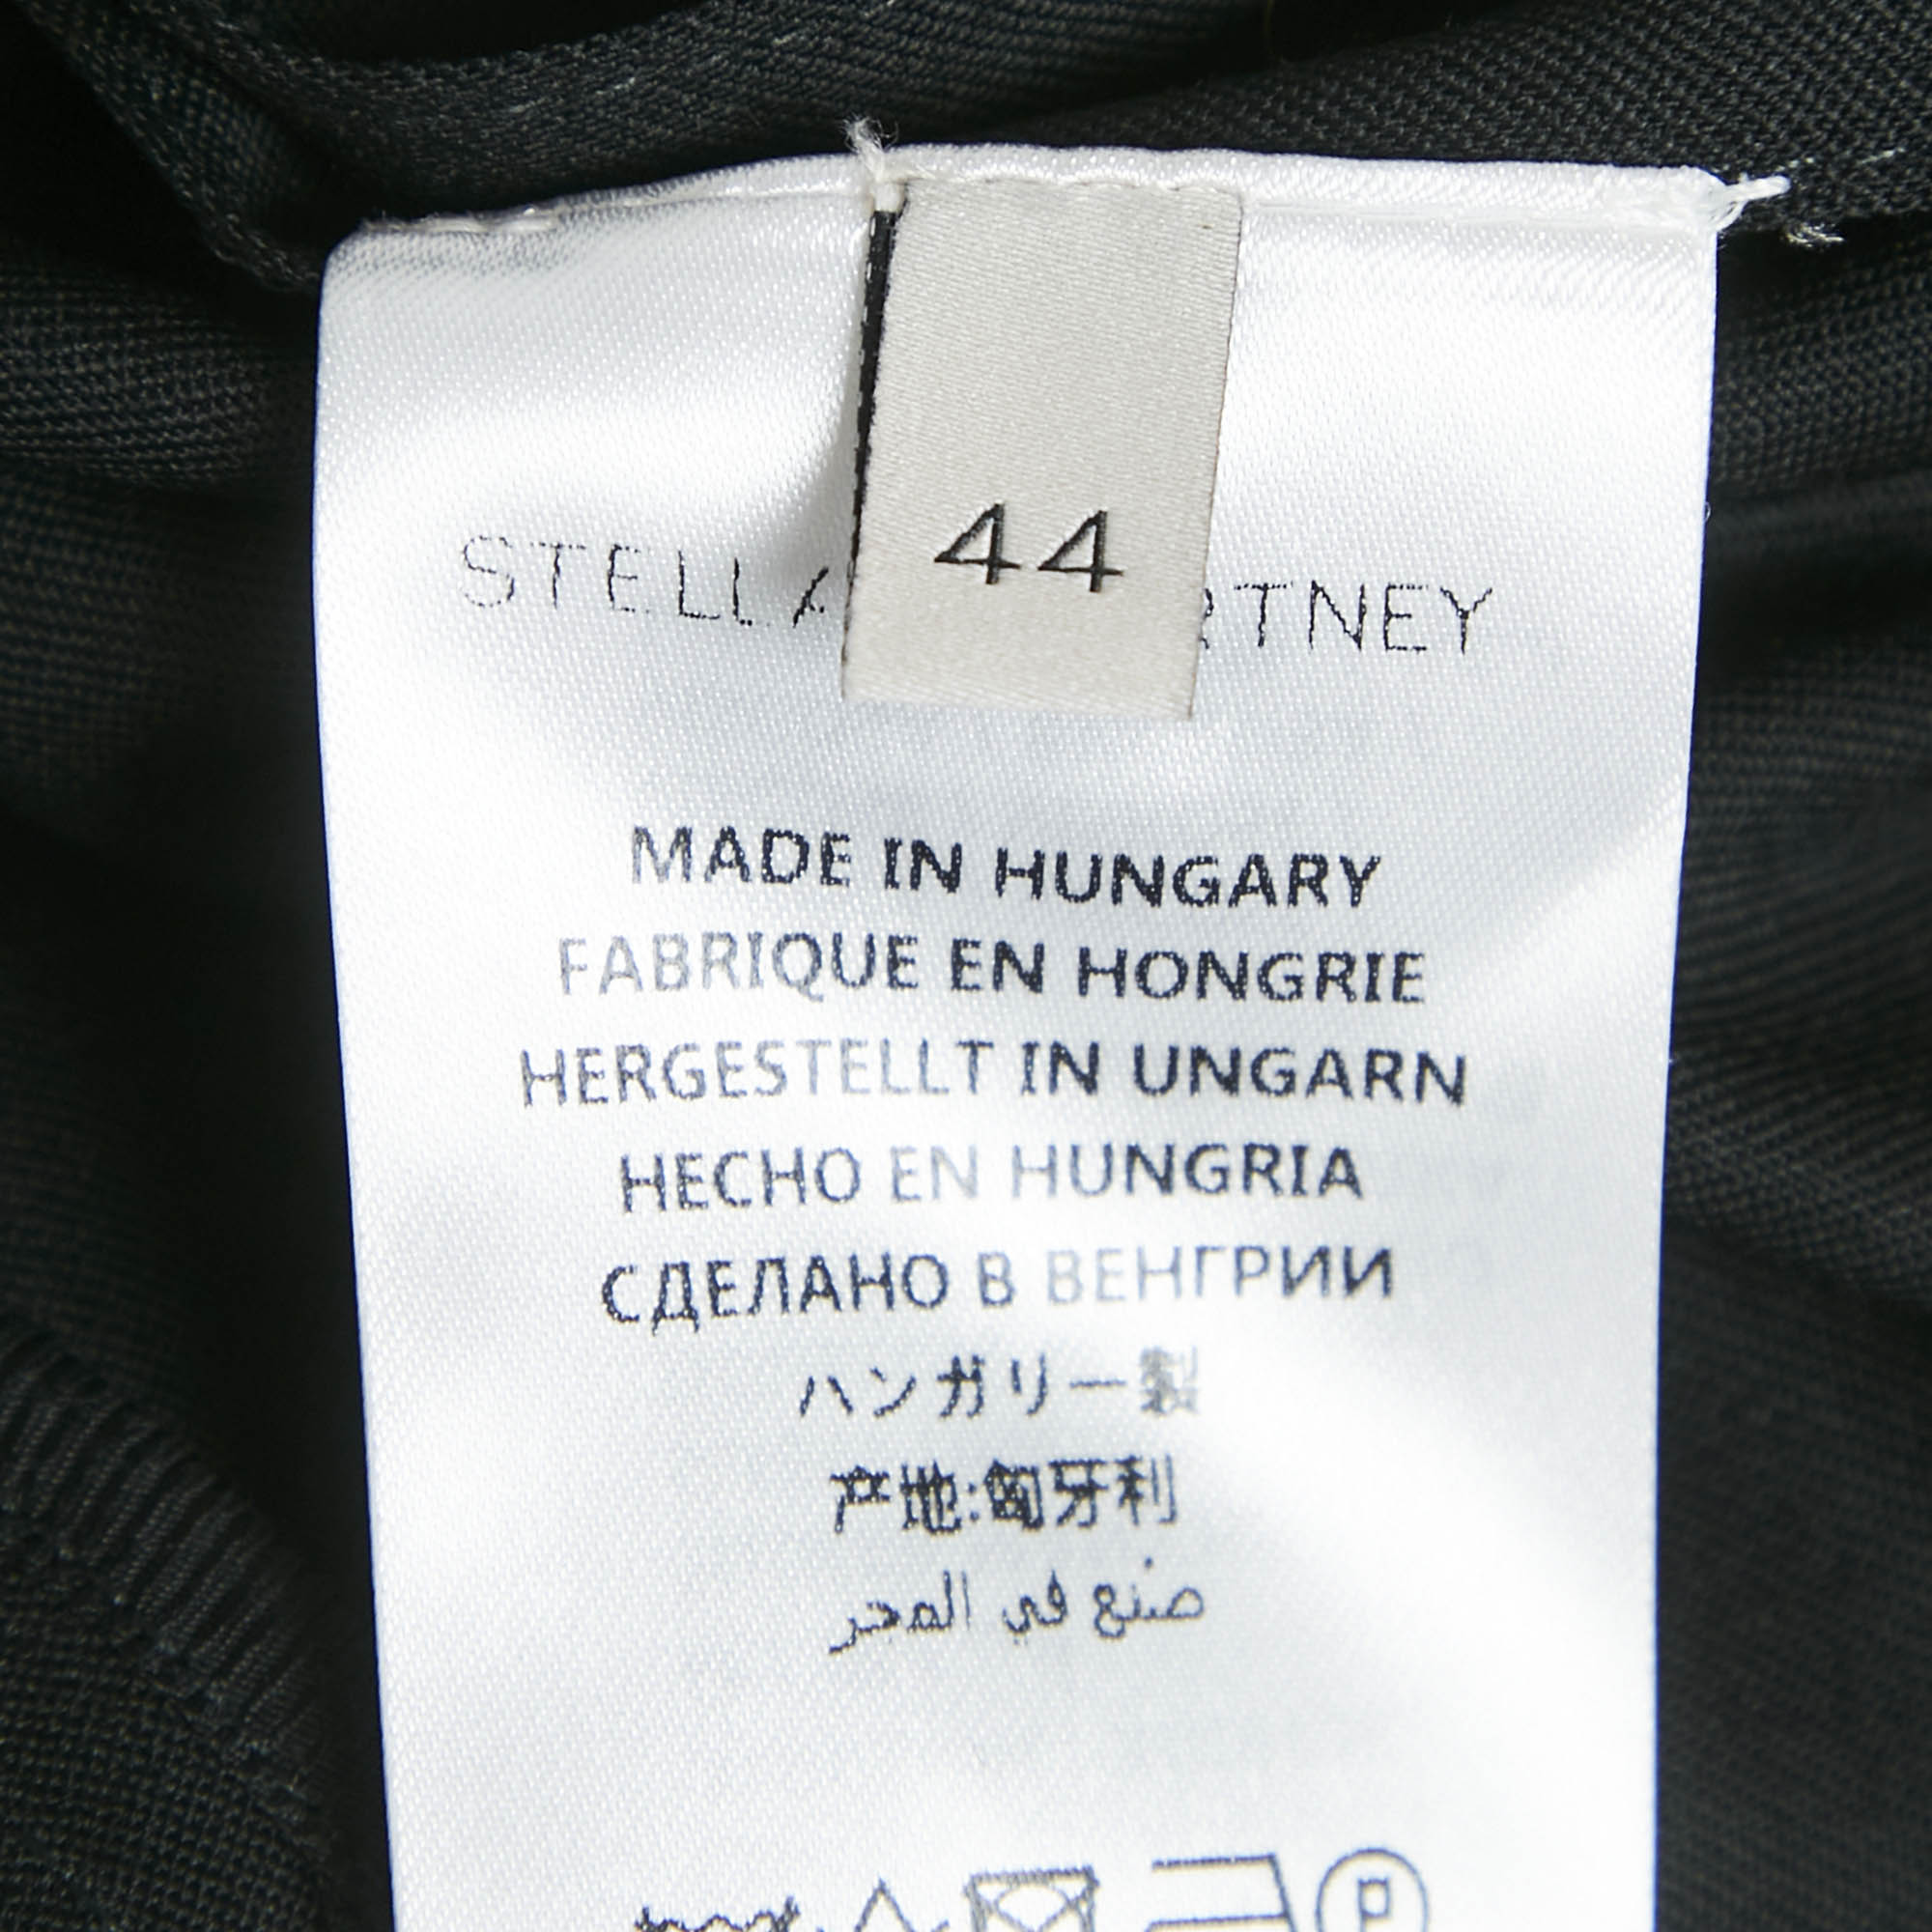 44
STELLA RTNEY
MADE IN HUNGARY
FABRIQUE EN HONGRIE
HERGESTELLT IN UNGARN
HECHO EN HUNGRIA
СДЕЛАНО В ВЕНГРИИ
ハンガリー製
产地:匈牙利
صنع في المجر
P